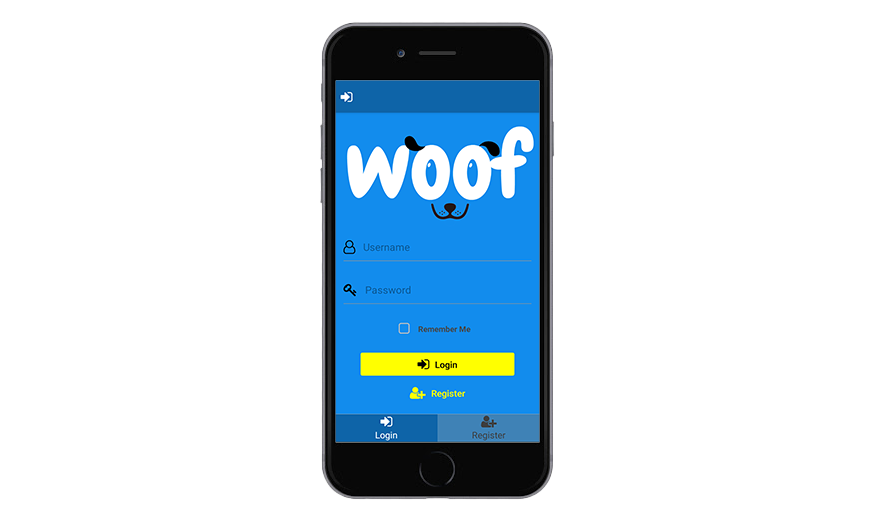 woof
Username
Password
Remember Me
Login
Register
Login Register